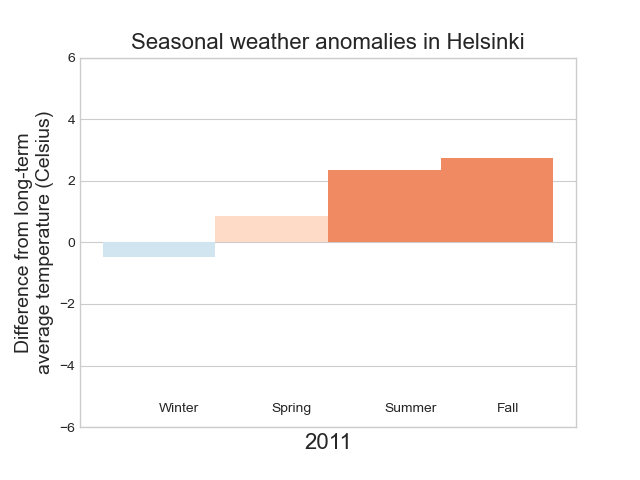 Seasonal weather anomalies in Helsinki
Difference from long-term
average temperature (Celsius)
6
4
2
0
−2
−4
−6
Winter Spring Summer Fall
2011